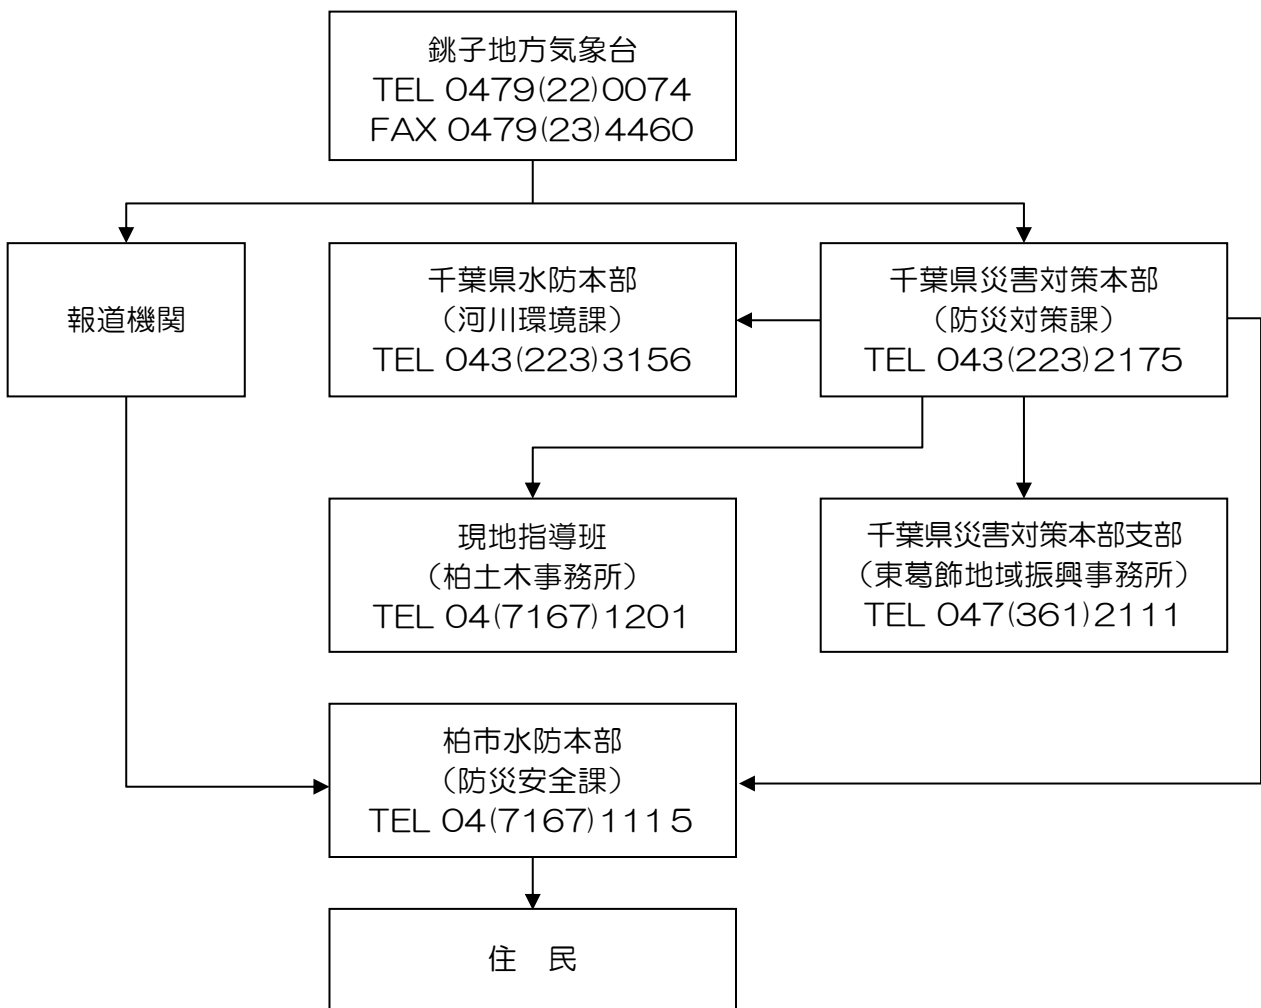 銚子地方気象台
TEL 0479(22)0074
FAX 0479(23)4460
報道機関
千葉県水防本部
（河川環境課）
TEL 043(223)3156
千葉県災害対策本部
（防災対策課）
TEL 043(223)2175
現地指導班
（柏土木事務所）
TEL 04(7167)1201
千葉県災害対策本部支部
（東葛飾地域振興事務所）
TEL 047(361)2111
柏市水防本部
（防災安全課）
TEL 04(7167)1115
住　民